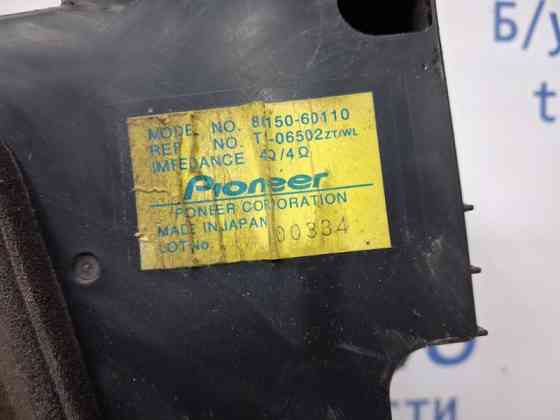 Б/у
MODEL NO. 86150-60110
REF NO. T-06502ZT/WL
IMPEDANCE 4Ω/4Ω
Pioneer
PIONEER CORPORATION
MADE IN JAPAN
LOT No. 00334